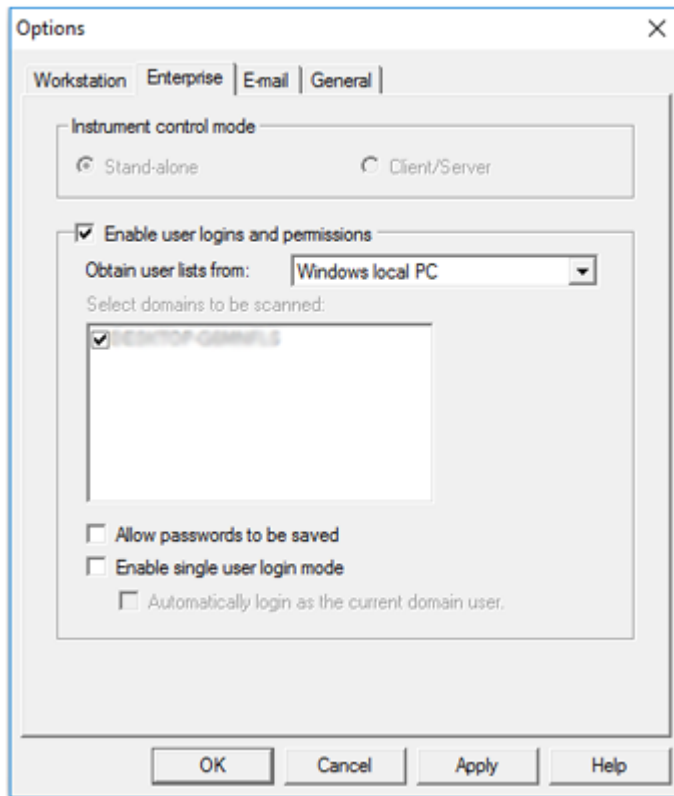 Options
Workstation Enterprise E-mail General
Instrument control mode
Stand-alone Client/Server
Enable user logins and permissions
Obtain user lists from: Windows local PC
Select domains to be scanned:
Allow passwords to be saved
Enable single user login mode
Automatically login as the current domain user.
OK Cancel Apply Help